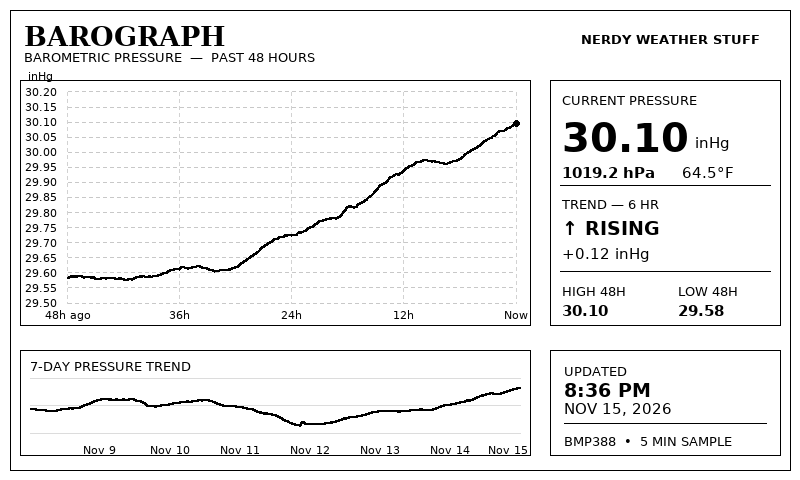 BAROGRAPH
NERDY WEATHER STUFF
BAROMETRIC PRESSURE — PAST 48 HOURS
inHg
30.20
30.15
30.10
30.05
30.00
29.95
29.90
29.85
29.80
29.75
29.70
29.65
29.60
29.55
29.50
48h ago 36h 24h 12h Now
CURRENT PRESSURE
30.10 inHg
1019.2 hPa 64.5°F
TREND — 6 HR
↑ RISING
+0.12 inHg
HIGH 48H LOW 48H
30.10 29.58
7-DAY PRESSURE TREND
Nov 9 Nov 10 Nov 11 Nov 12 Nov 13 Nov 14 Nov 15
UPDATED
8:36 PM
NOV 15, 2026
BMP388 • 5 MIN SAMPLE